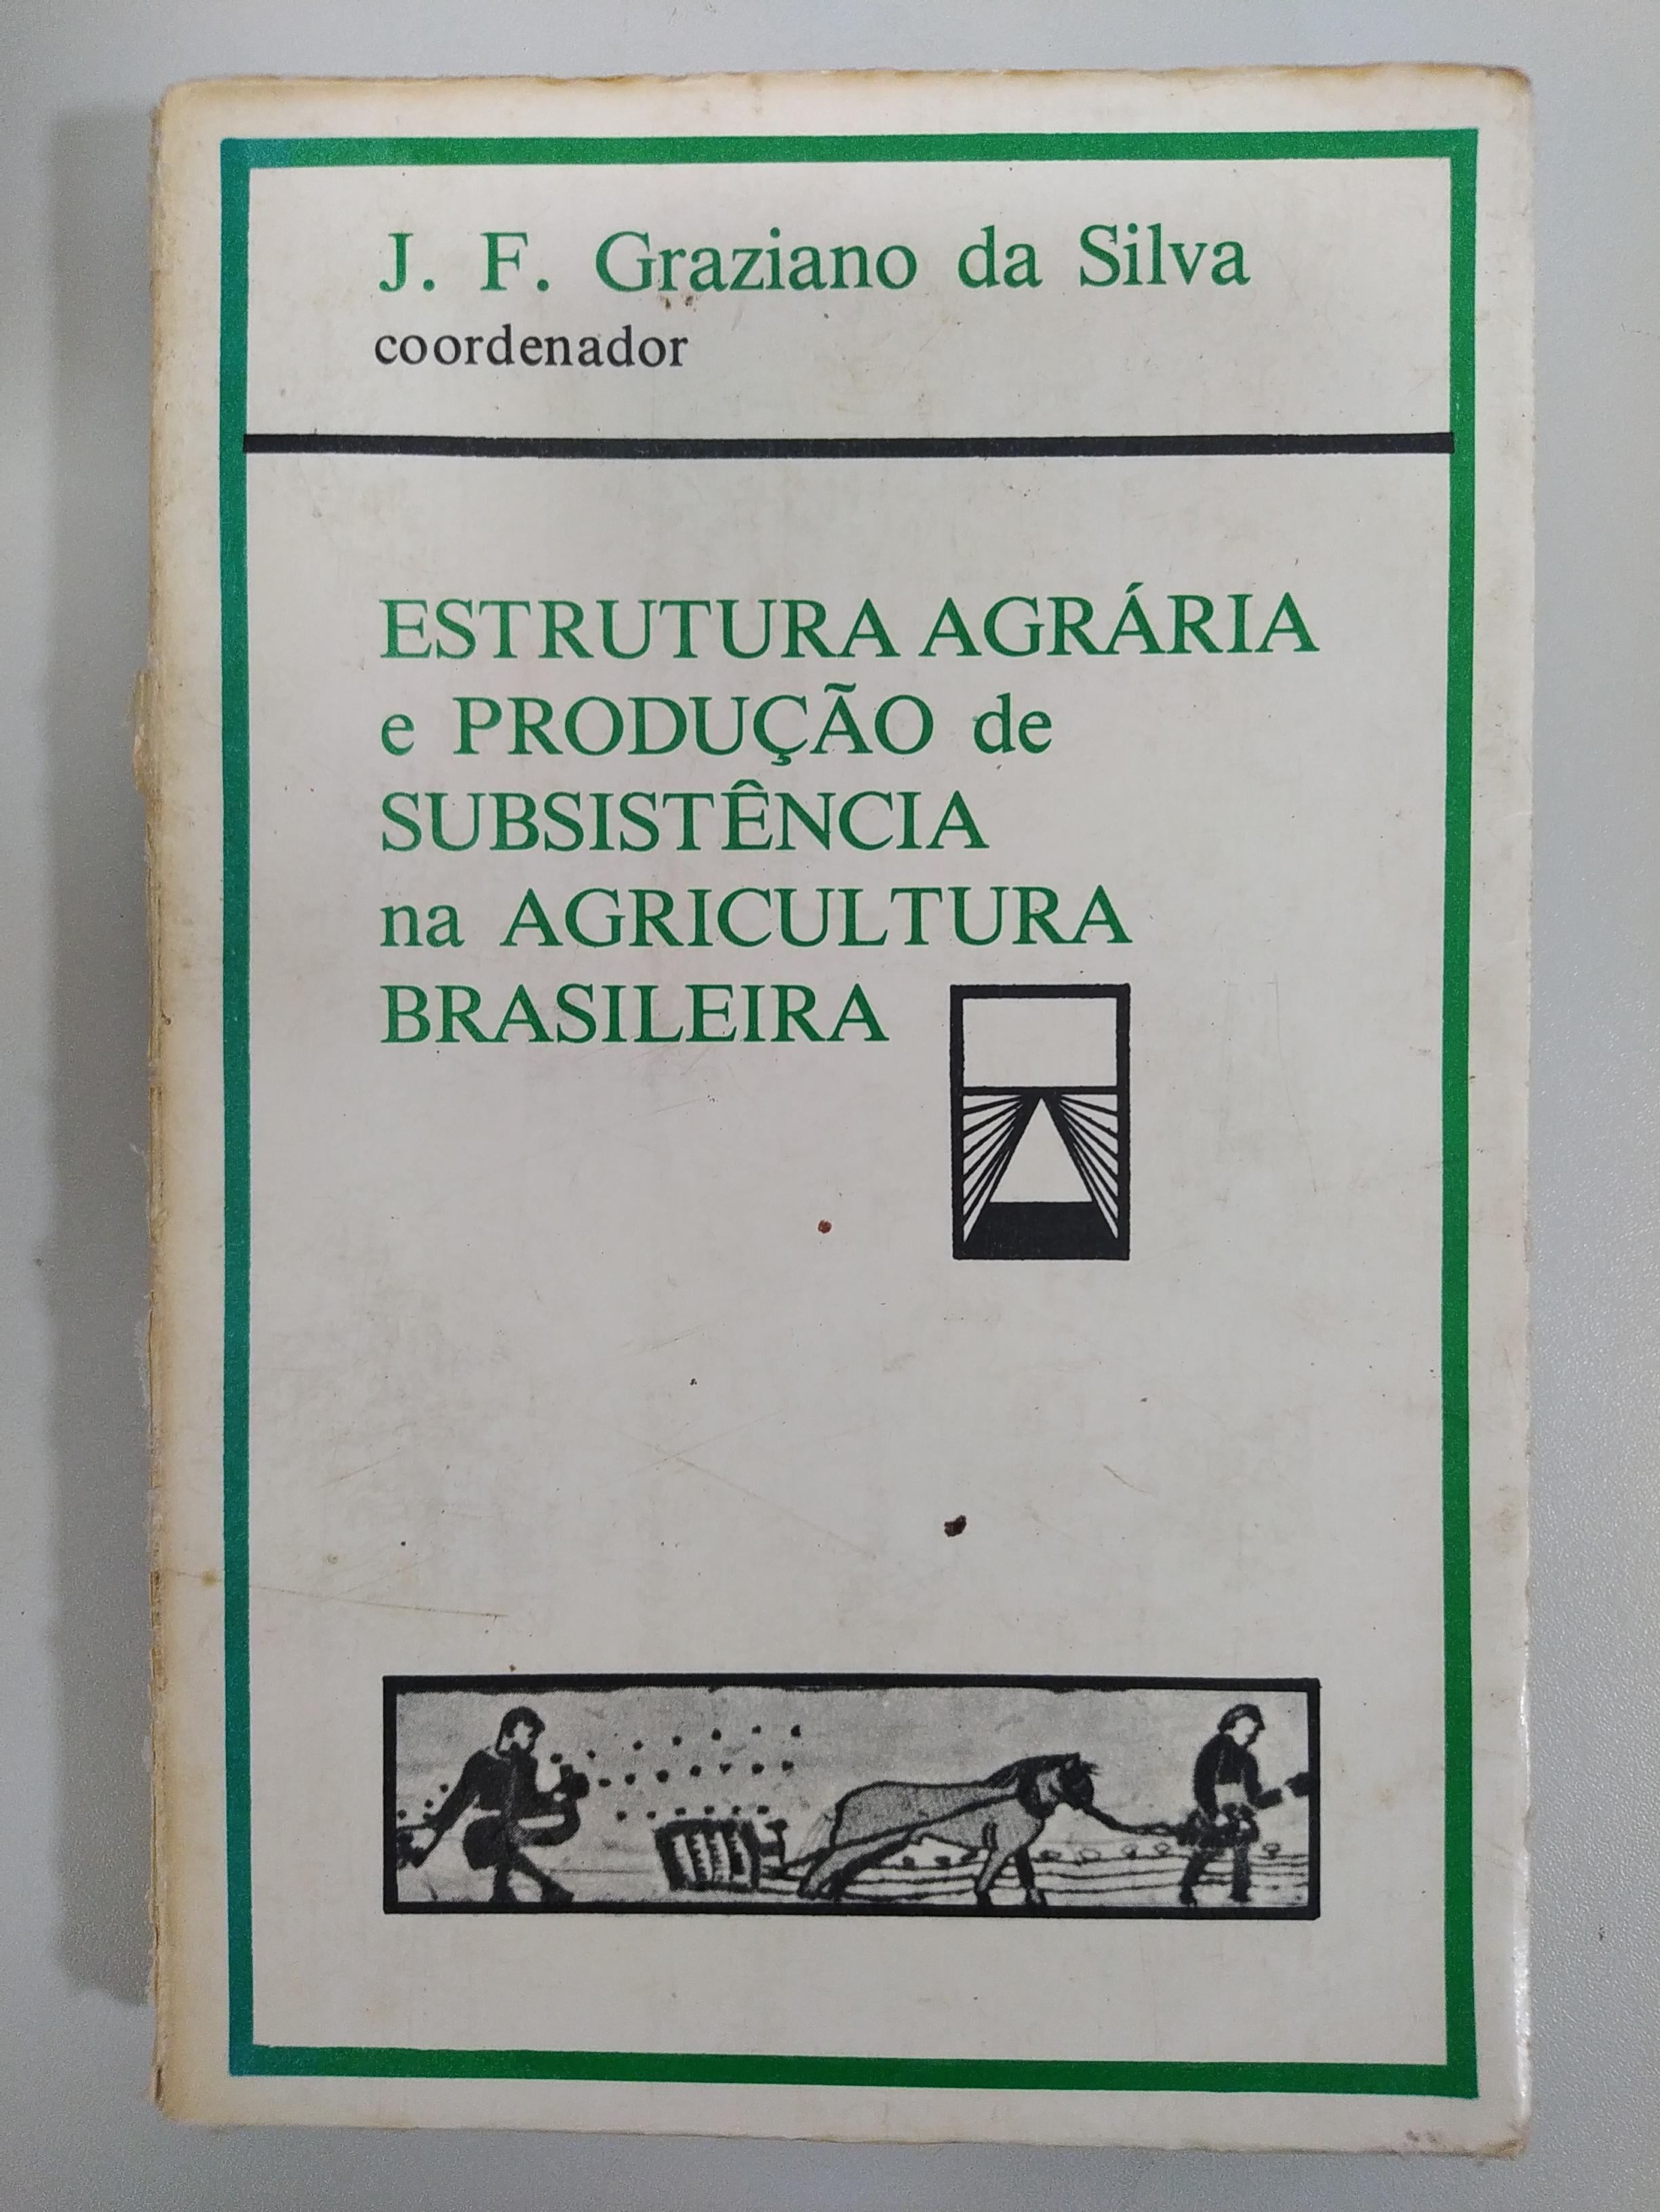 J. F. Graziano da Silva
coordenador
ESTRUTURA AGRÁRIA
e PRODUÇÃO de
SUBSISTÊNCIA
na AGRICULTURA
BRASILEIRA